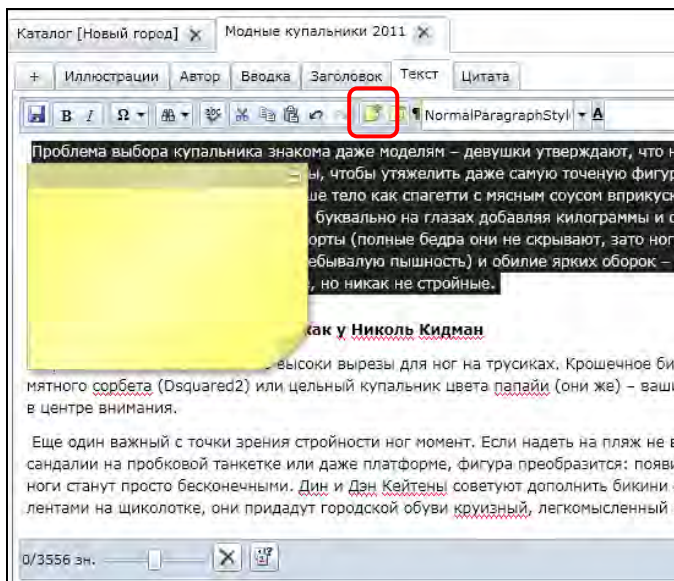 Каталог [Новый город] Модные купальники 2011
+ Иллюстрации Автор Вводка Заголовок Текст Цитата
B I Ω ¶ NormalParagraphStyl A
Проблема выбора купальника знакома даже моделям – девушки утверждают, что
ы, чтобы утяжелить даже самую точеную фигур
ше тело как спагетти с мясным соусом вприкус
буквально на глазах добавляя килограммы и
орты (полные бедра они не скрывают, зато ног
ебывалую пышность) и обилие ярких оборок –
, но никак не стройные.
как у Николь Кидман
высоки вырезы для ног на трусиках. Крошечное би
мятного сорбета (Dsquared2) или цельный купальник цвета папайи (они же) – ваши
в центре внимания.
Еще один важный с точки зрения стройности ног момент. Если надеть на пляж не
сандалии на пробковой танкетке или даже платформе, фигура преобразится: появи
ноги станут просто бесконечными. Дин и Дэн Кейтены советуют дополнить бикини
лентами на щиколотке, они придадут городской обуви круизный, легкомысленный
0/3556 зн.